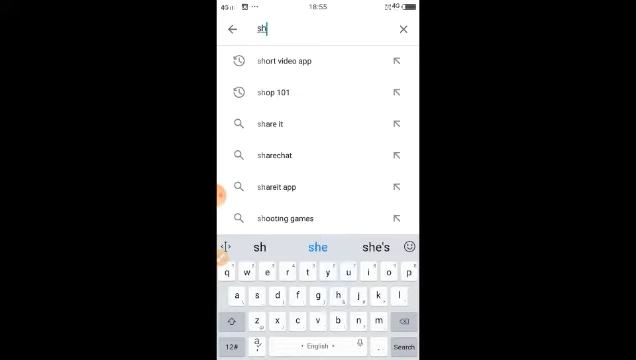 4G 18:55 4G
sh
short video app
shop 101
share it
sharechat
shareit app
shooting games
sh she she's
q w e r t y u i o p
a s d f g h j k l
z x c v b n m
12# , English . Search